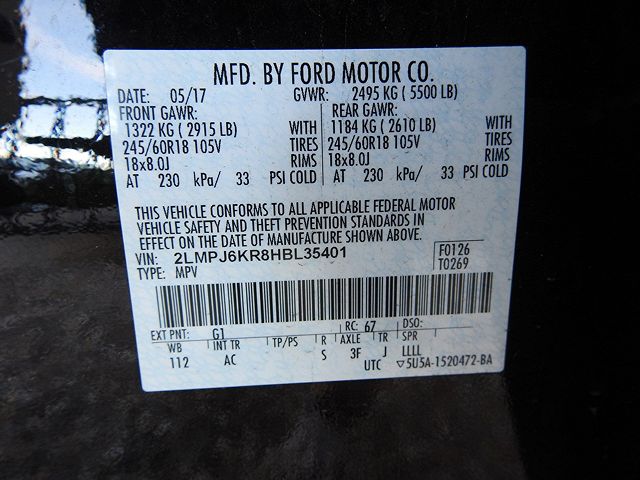 MFD. BY FORD MOTOR CO.
DATE: 05/17 GVWR: 2495 KG ( 5500 LB)
FRONT GAWR: REAR GAWR:
1322 KG ( 2915 LB) WITH 1184 KG ( 2610 LB) WITH
245/60R18 105V TIRES 245/60R18 105V TIRES
18x8.0J RIMS 18x8.0J RIMS
AT 230 kPa/ 33 PSI COLD AT 230 kPa/ 33 PSI COLD
THIS VEHICLE CONFORMS TO ALL APPLICABLE FEDERAL MOTOR
VEHICLE SAFETY AND THEFT PREVENTION STANDARDS IN
EFFECT ON THE DATE OF MANUFACTURE SHOWN ABOVE.
VIN: 2LMPJ6KR8HBL35401 F0126
TYPE: MPV T0269
EXT PNT: G1 RC: 67 DSO:
WB INT TR TP/PS R AXLE TR SPR
112 AC S 3F J LLLL
UTC ▽5U5A-1520472-BA